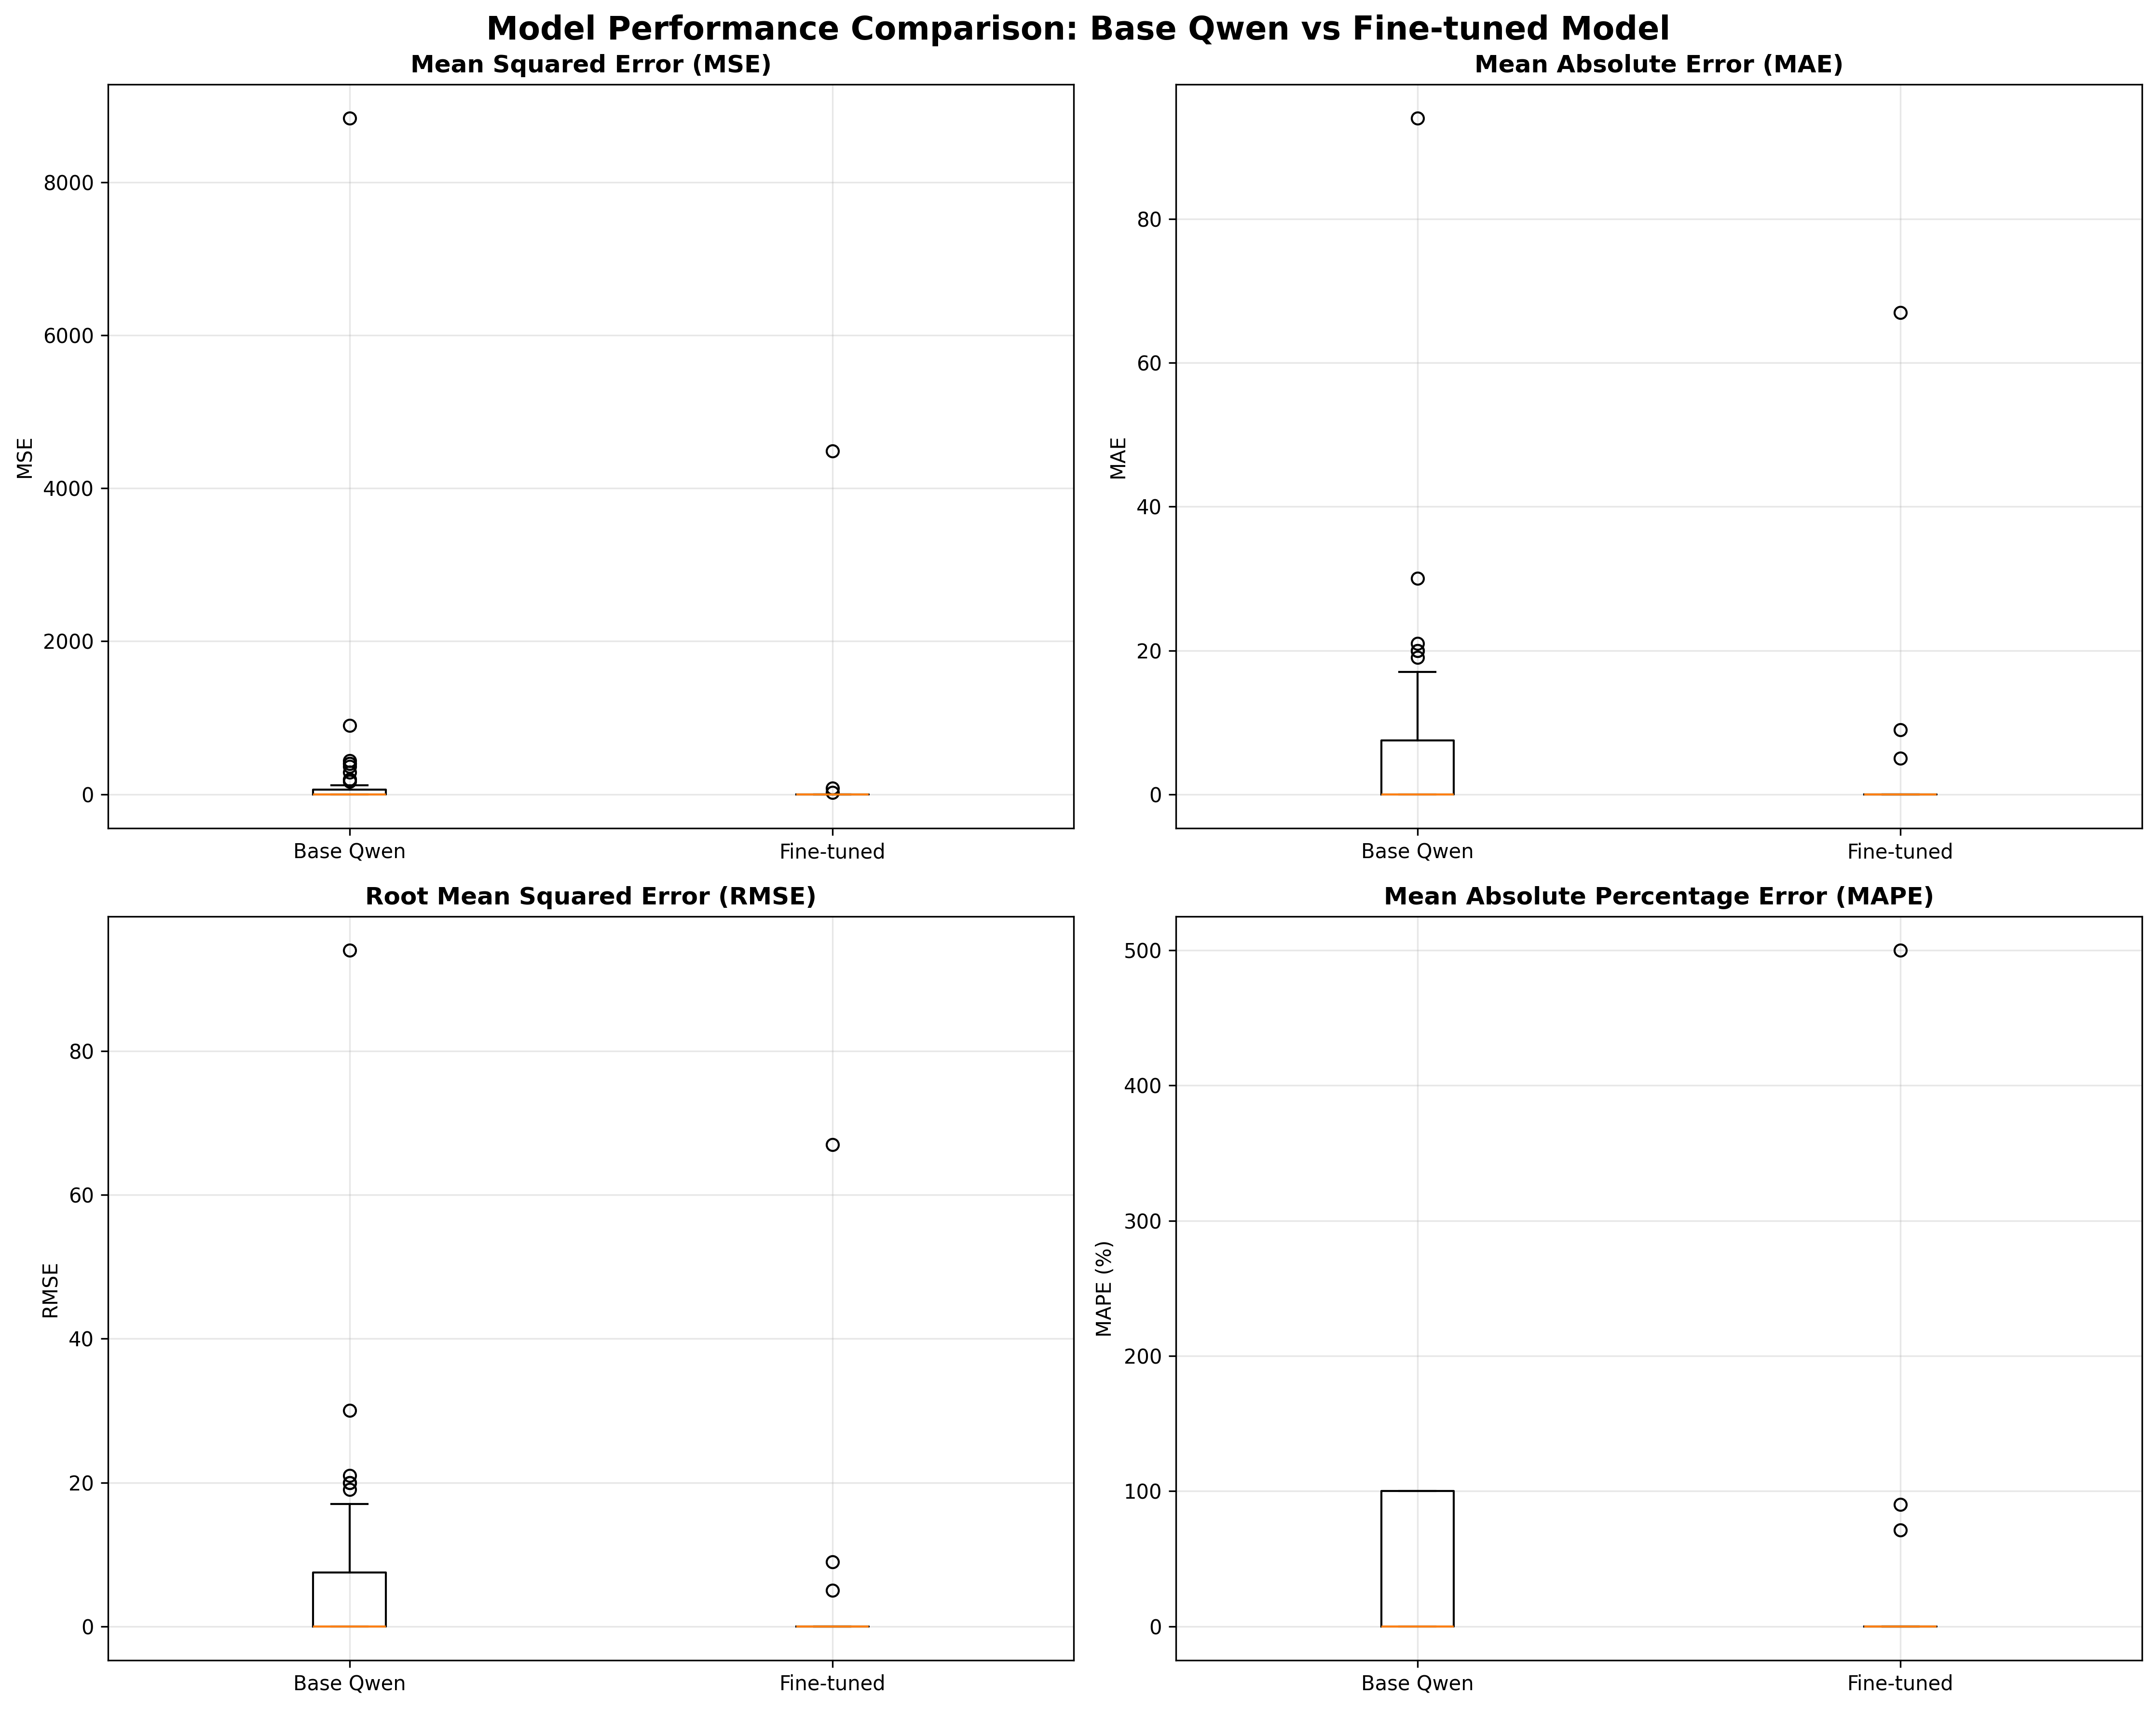 Model Performance Comparison: Base Qwen vs Fine-tuned Model
Mean Squared Error (MSE)
MSE
8000
6000
4000
2000
0
Base Qwen
Fine-tuned
Mean Absolute Error (MAE)
MAE
80
60
40
20
0
Base Qwen
Fine-tuned
Root Mean Squared Error (RMSE)
RMSE
80
60
40
20
0
Base Qwen
Fine-tuned
Mean Absolute Percentage Error (MAPE)
MAPE (%)
500
400
300
200
100
0
Base Qwen
Fine-tuned